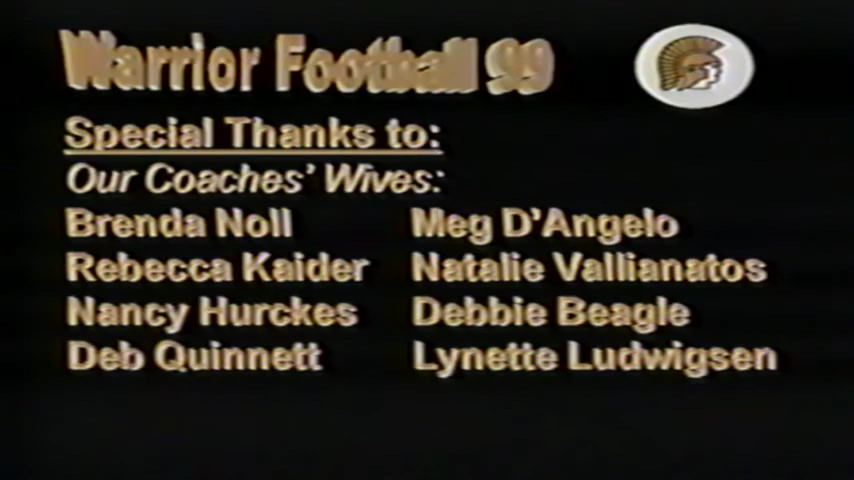 Warrior Football 99
Special Thanks to:
Our Coaches' Wives:
Brenda Noll Meg D'Angelo
Rebecca Kaider Natalie Vallianatos
Nancy Hurckes Debbie Beagle
Deb Quinnett Lynette Ludwigsen